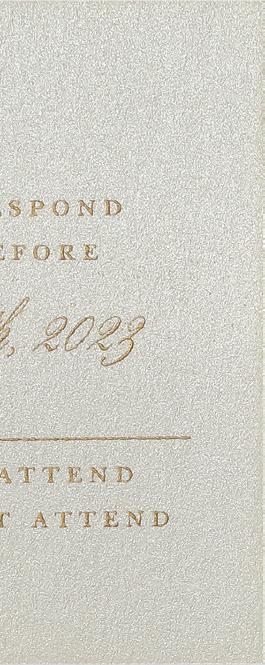 SPOND
EFORE
h, 2023
ATTEND
T ATTEND